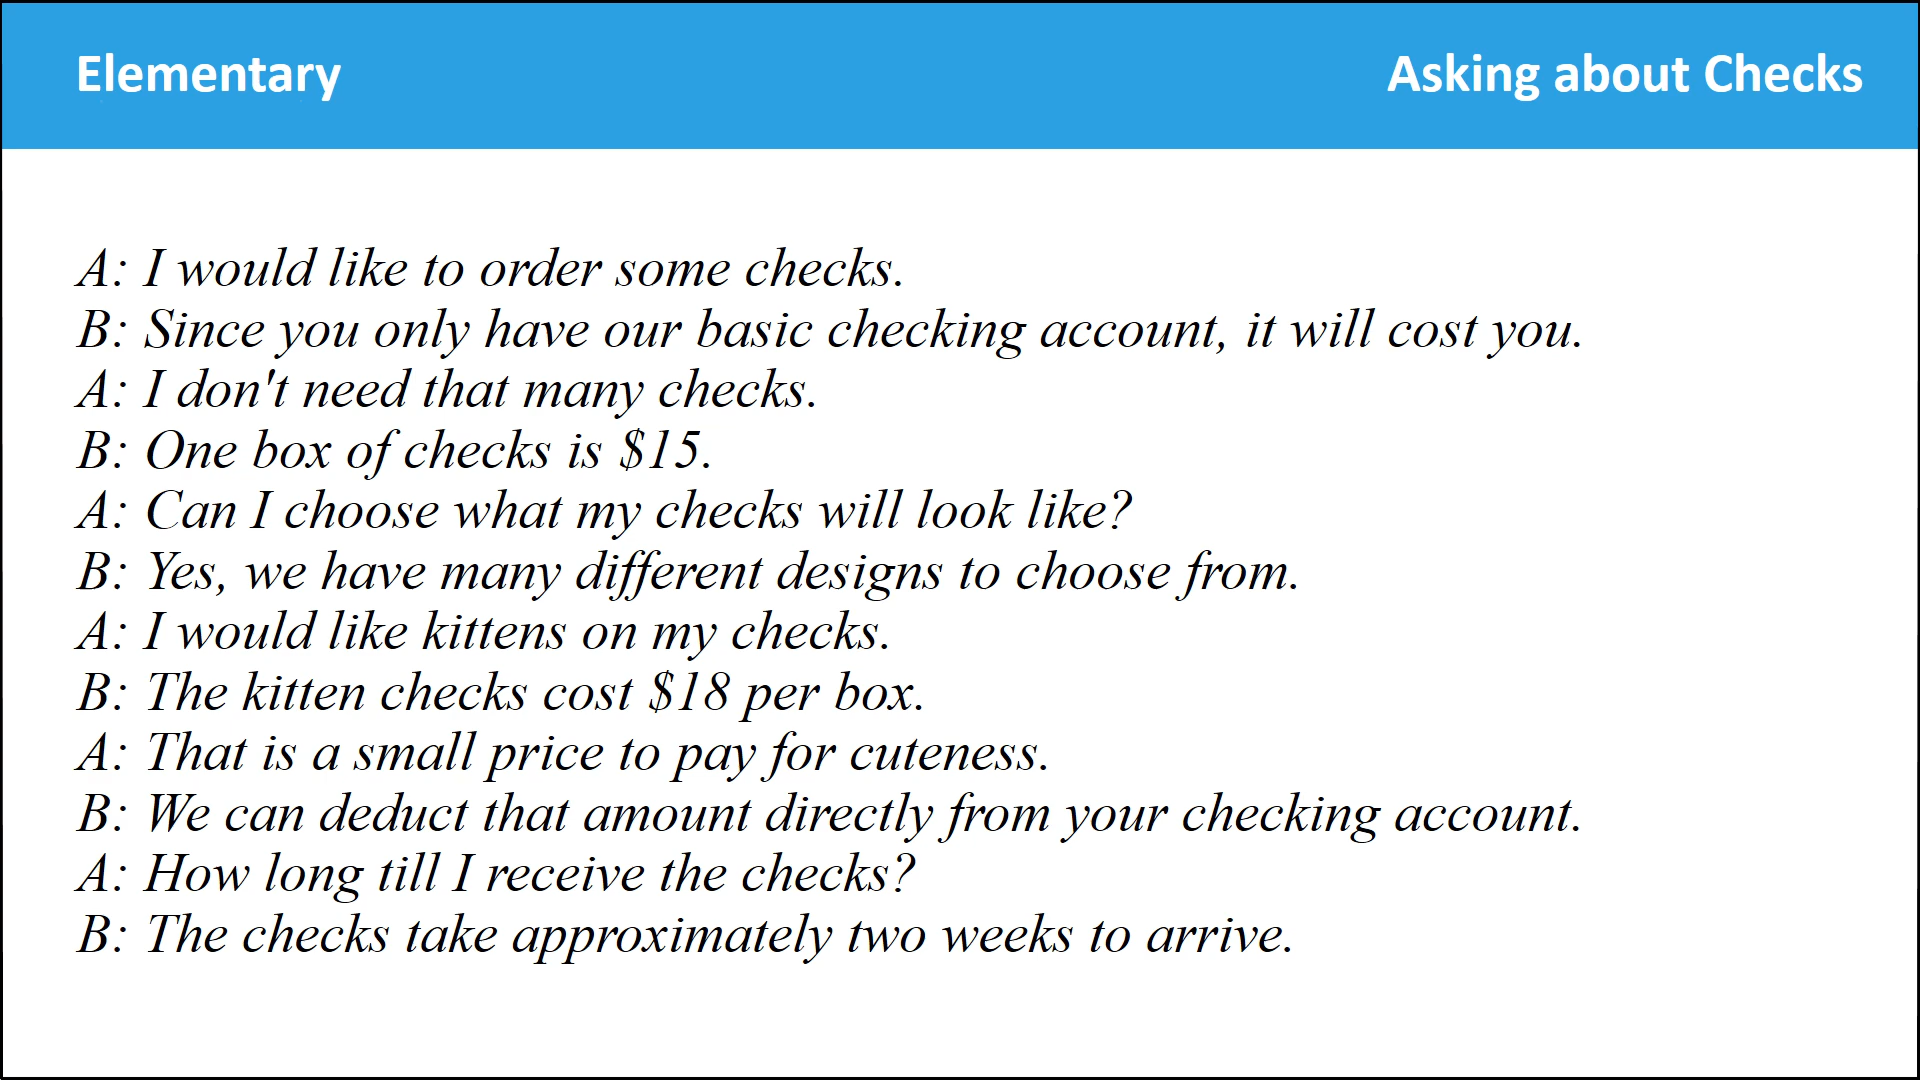 Elementary
Asking about Checks
A: I would like to order some checks.
B: Since you only have our basic checking account, it will cost you.
A: I don't need that many checks.
B: One box of checks is $15.
A: Can I choose what my checks will look like?
B: Yes, we have many different designs to choose from.
A: I would like kittens on my checks.
B: The kitten checks cost $18 per box.
A: That is a small price to pay for cuteness.
B: We can deduct that amount directly from your checking account.
A: How long till I receive the checks?
B: The checks take approximately two weeks to arrive.